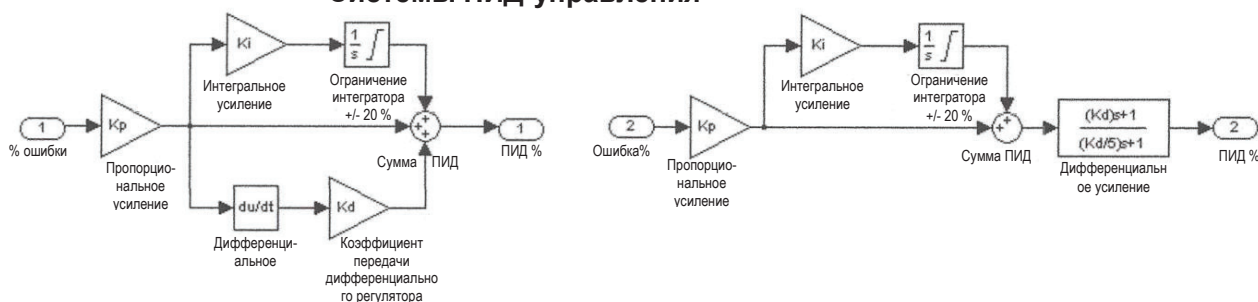 Системы ПИД-управления
Ki
1
s
Интегральное
усиление
Ограничение
интегратора
+/- 20 %
1
% ошибки
Kp
Пропорцио-
нальное
усиление
+
+
+
Сумма ПИД
1
ПИД %
du/dt
Дифференци-
альное
Kd
Коэффициент
передачи
дифференциально
го регулятора
Ki
1
s
Интегральное
усиление
Ограничение
интегратора
+/- 20 %
2
Ошибка%
Kp
Пропорцио-
нальное
усиление
+
+
Сумма ПИД
(Kd)s+1
(Kd/5)s+1
Дифференциальн
ое усиление
2
ПИД %